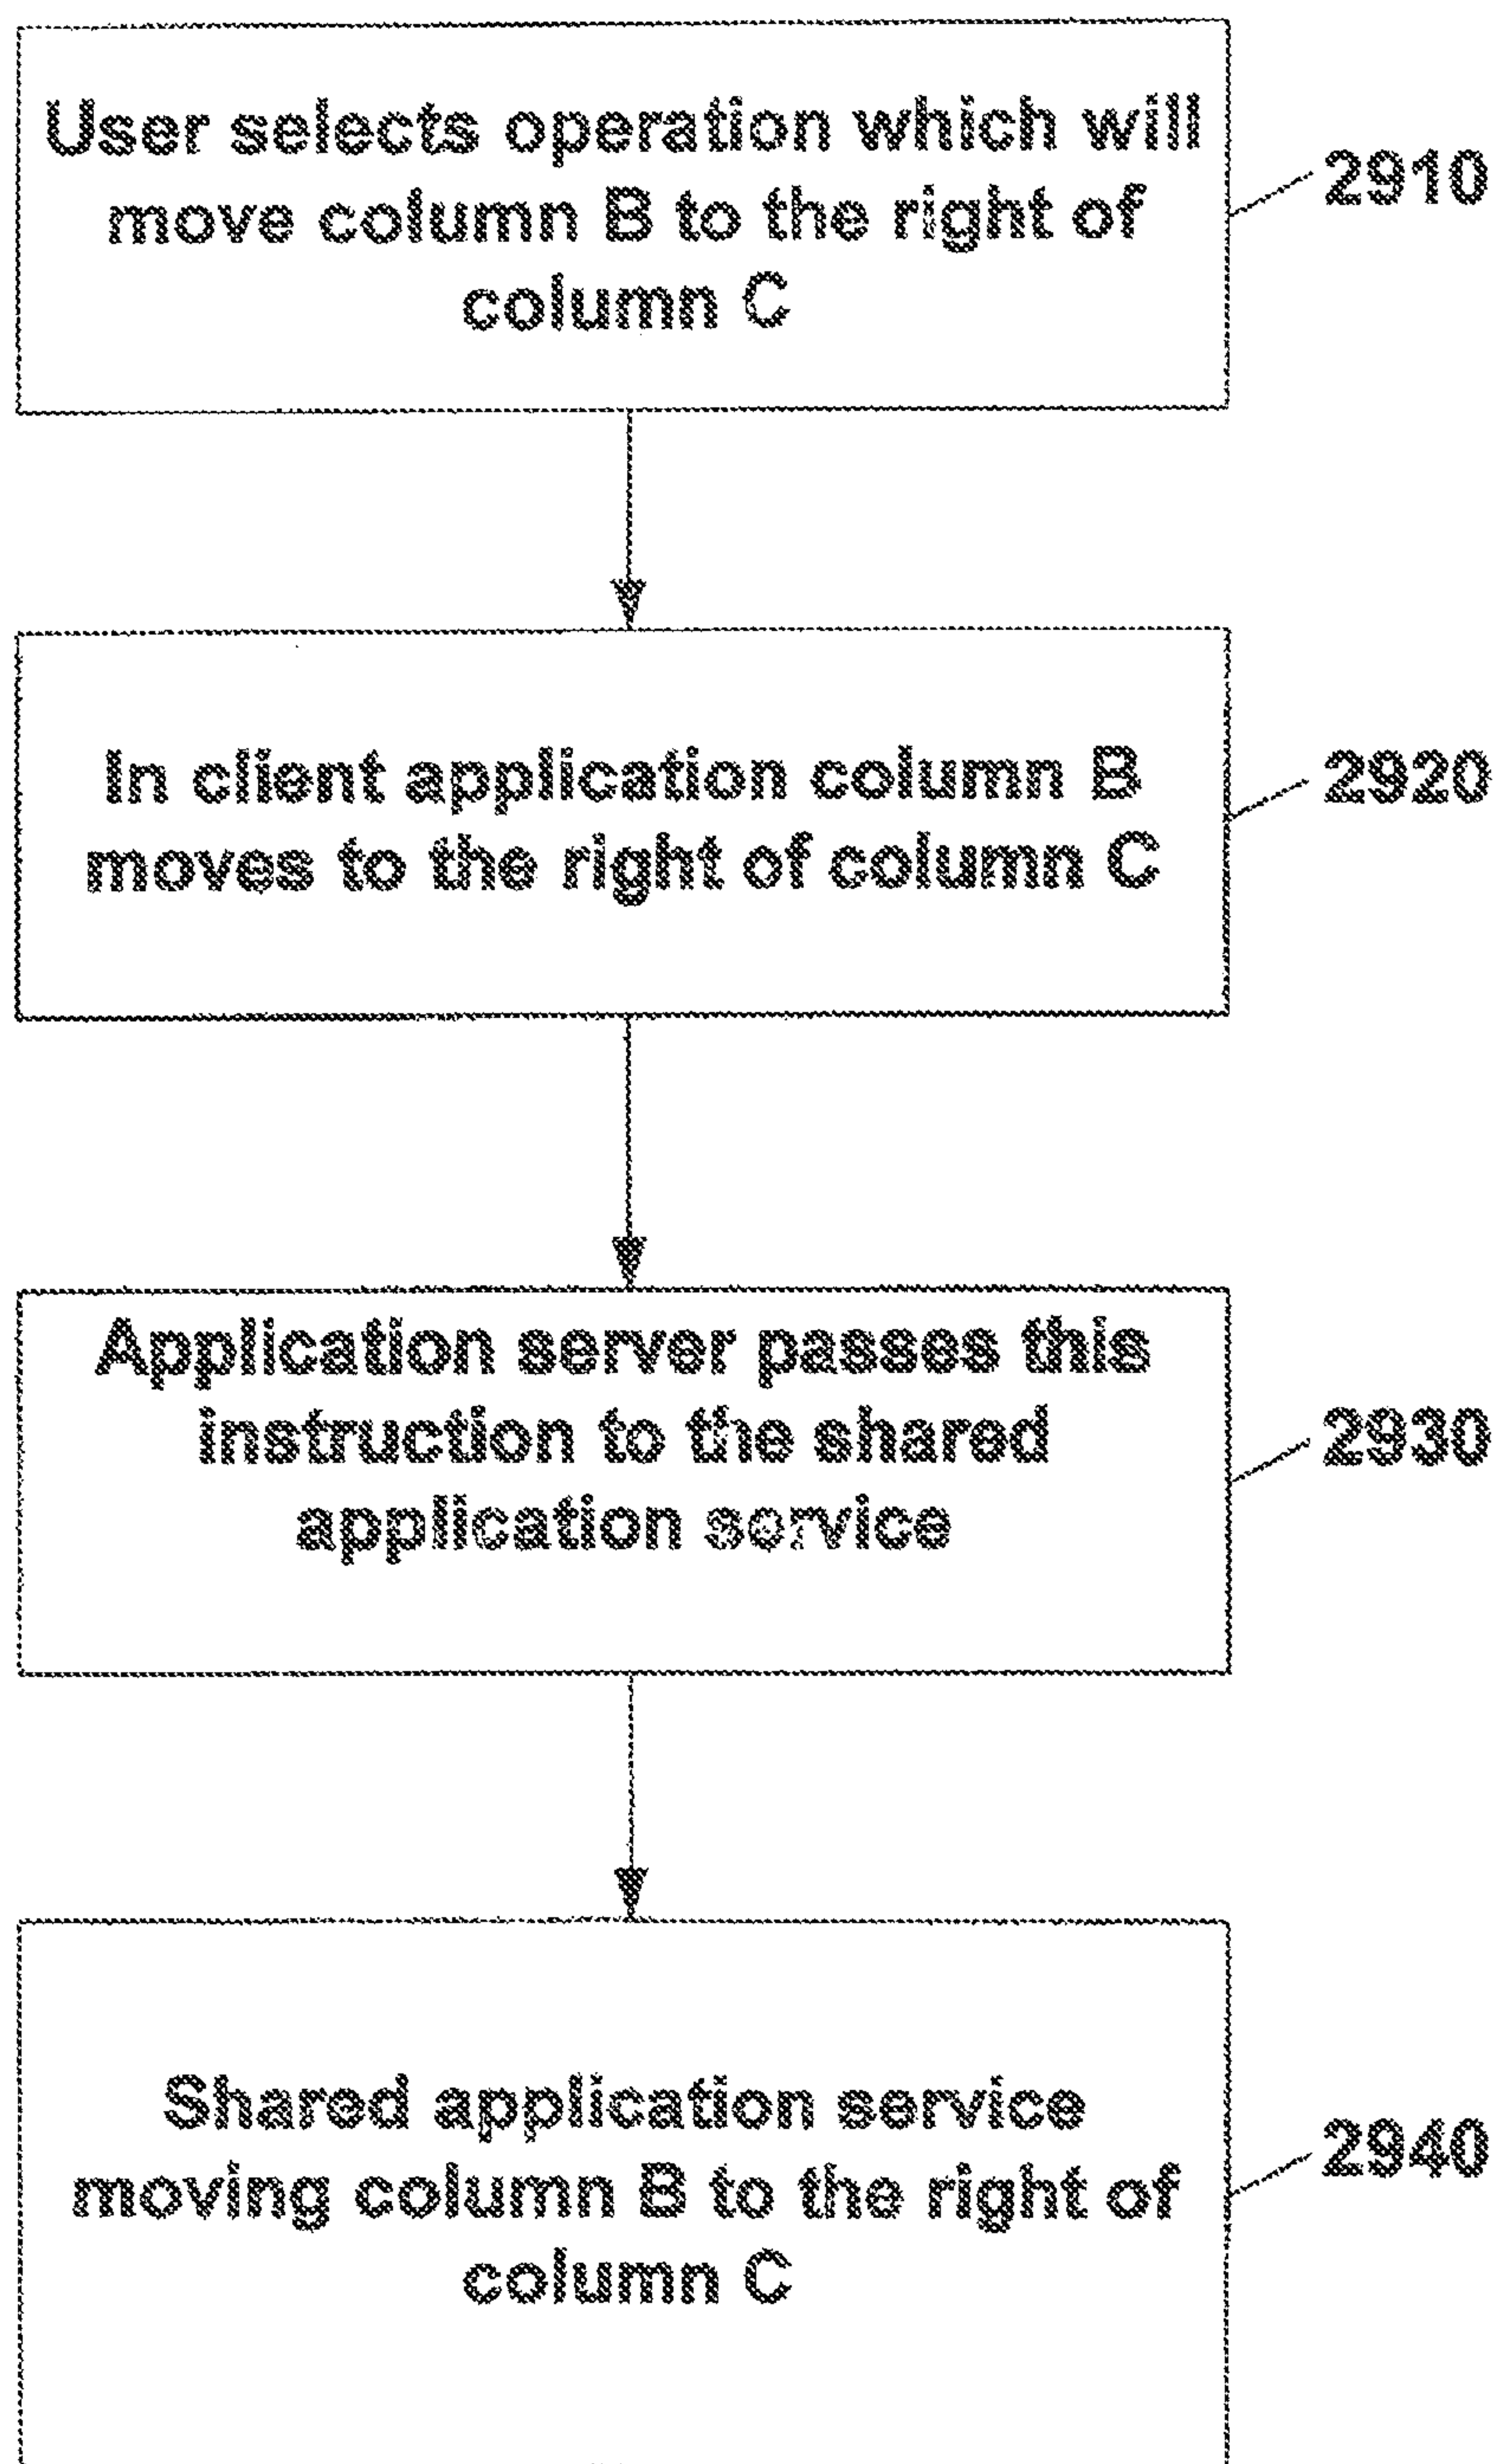 User selects operation which will
move column B to the right of
column C
2910
In client application column B
moves to the right of column C
2920
Application server passes this
instruction to the shared
application service
2930
Shared application service
moving column B to the right of
column C
2940